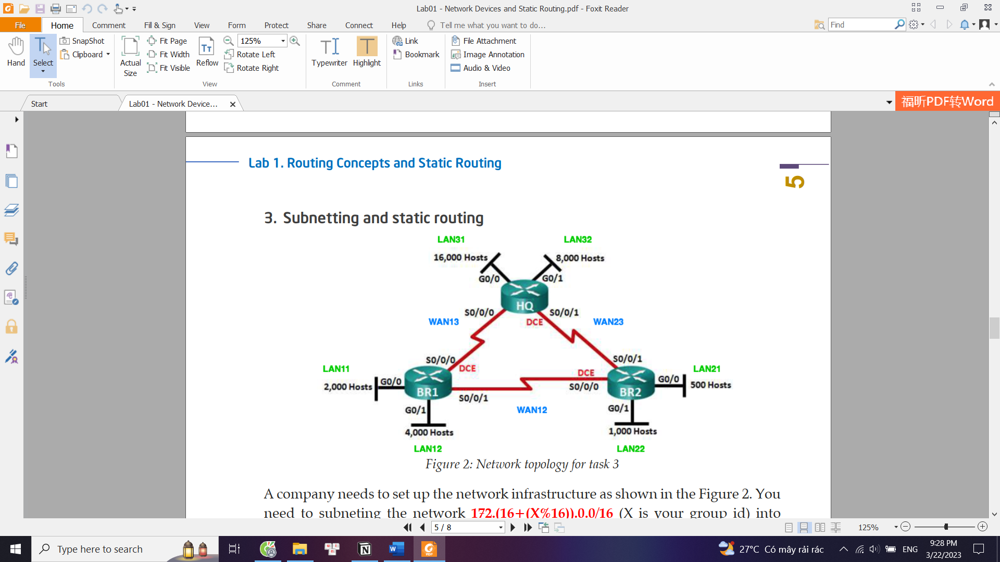 Lab01 - Network Devices and Static Routing.pdf - Foxit Reader
File Home Comment Fill & Sign View Form Protect Share Connect Help Tell me what you want to do... Find
Hand
Select
SnapShot
Clipboard
Tools
Actual Size
Fit Page
Fit Width
Fit Visible
Reflow
125%
Rotate Left
Rotate Right
View
Typewriter
Highlight
Comment
Link
Bookmark
Links
File Attachment
Image Annotation
Audio & Video
Insert
Start
Lab01 - Network Device...
福昕PDF转Word
Lab 1. Routing Concepts and Static Routing
5
3. Subnetting and static routing
LAN31
LAN32
16,000 Hosts
8,000 Hosts
G0/0
G0/1
HQ
S0/0/0
S0/0/1
WAN13
DCE
WAN23
S0/0/0
S0/0/1
LAN11
DCE
DCE
LAN21
2,000 Hosts
G0/0
BR1
S0/0/1
S0/0/0
BR2
G0/0
500 Hosts
G0/1
WAN12
G0/1
4,000 Hosts
1,000 Hosts
LAN12
LAN22
Figure 2: Network topology for task 3
A company needs to set up the network infrastructure as shown in the Figure 2. You
need to subneting the network 172.(16+(X%16)).0.0/16 (X is your group id) into
5 / 8
125%
Type here to search
27°C Có mây rải rác
ENG
9:28 PM
3/22/2023